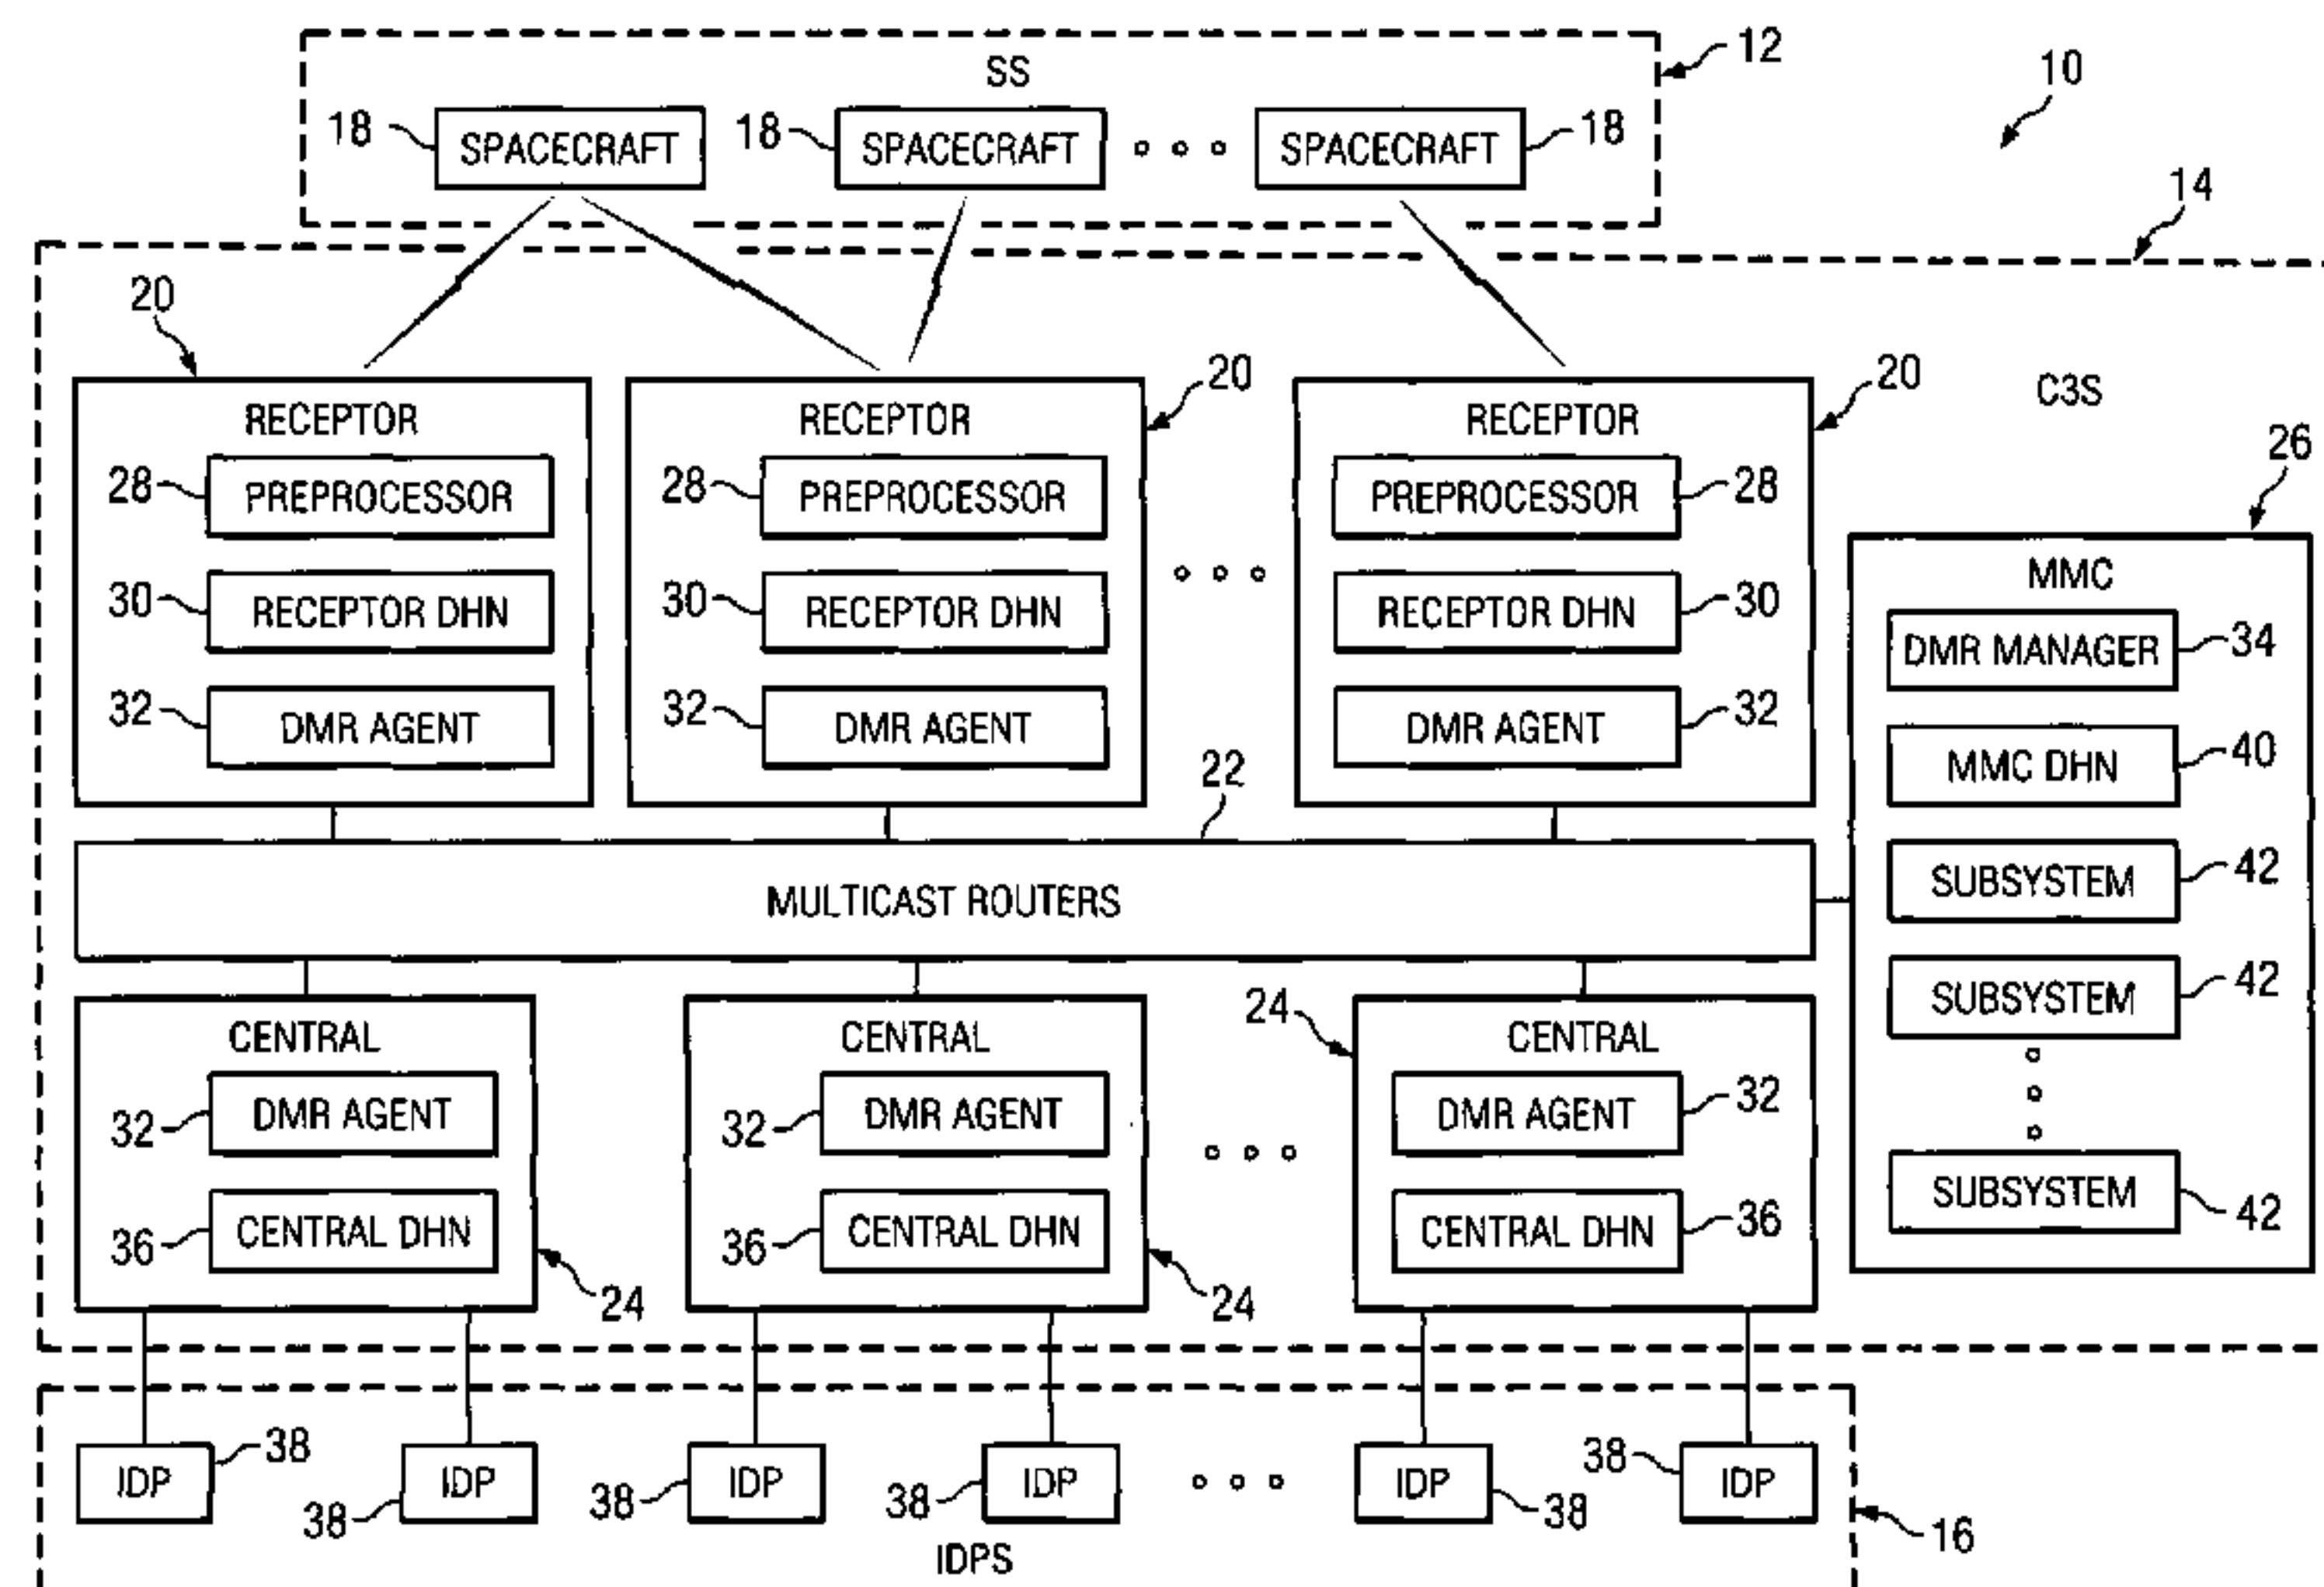 12
10
SS
18 SPACECRAFT 18 SPACECRAFT SPACECRAFT 18
14
20
20
20
C3S
26
RECEPTOR RECEPTOR RECEPTOR
28 PREPROCESSOR 28 PREPROCESSOR PREPROCESSOR 28
MMC
30 RECEPTOR DHN 30 RECEPTOR DHN RECEPTOR DHN 30
DMR MANAGER 34
32 DMR AGENT 32 DMR AGENT DMR AGENT 32
MMC DHN 40
22
SUBSYSTEM 42
MULTICAST ROUTERS
SUBSYSTEM 42
24
CENTRAL CENTRAL CENTRAL
32 DMR AGENT 32 DMR AGENT DMR AGENT 32
SUBSYSTEM 42
36 CENTRAL DHN 36 CENTRAL DHN CENTRAL DHN 36
24 24
IDP 38 38 IDP 38 IDP 38 IDP IDP 38 38 IDP
16
IDPS